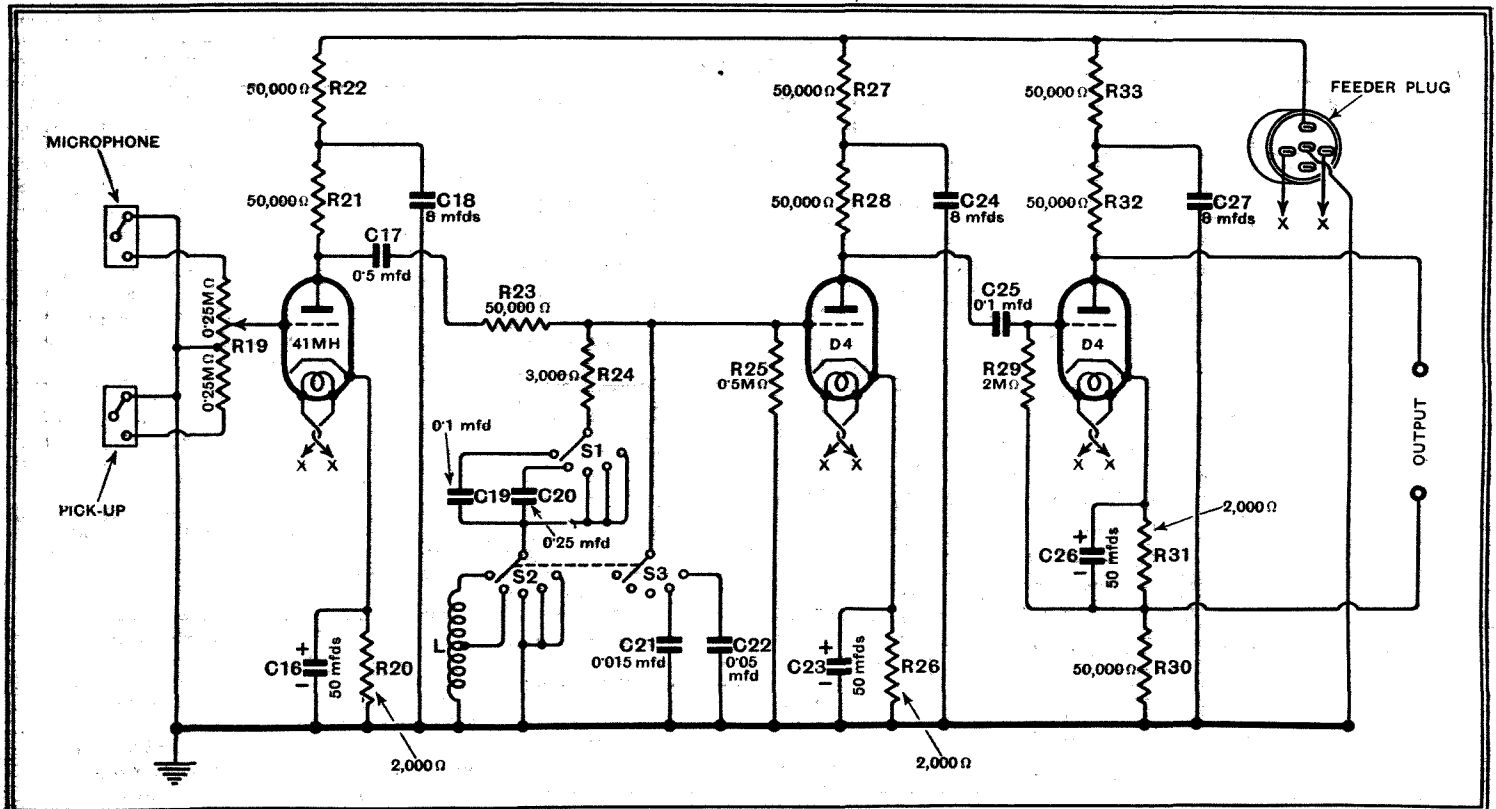 50,000Ω
R22
50,000Ω
R27
50,000Ω
R33
FEEDER PLUG
MICROPHONE
50,000Ω
R21
C18
8 mfds
50,000Ω
R28
C24
8 mfds
50,000Ω
R32
C27
8 mfds
X X
C17
0·5 mfd
0·25MΩ
R19
0·25MΩ
41MH
R23
50,000Ω
D4
C25
0·1 mfd
D4
3,000Ω
R24
R25
0·5MΩ
R29
2MΩ
OUTPUT
X X
X X
X X
PICK-UP
0·1 mfd
S1
C19
C20
0·25 mfd
2,000Ω
C26
+
-
50 mfds
R31
S2
S3
L
C16
+
-
50 mfds
R20
C21
0·015 mfd
C22
0·05
mfd
C23
+
-
50 mfds
R26
50,000Ω
R30
2,000Ω
2,000Ω